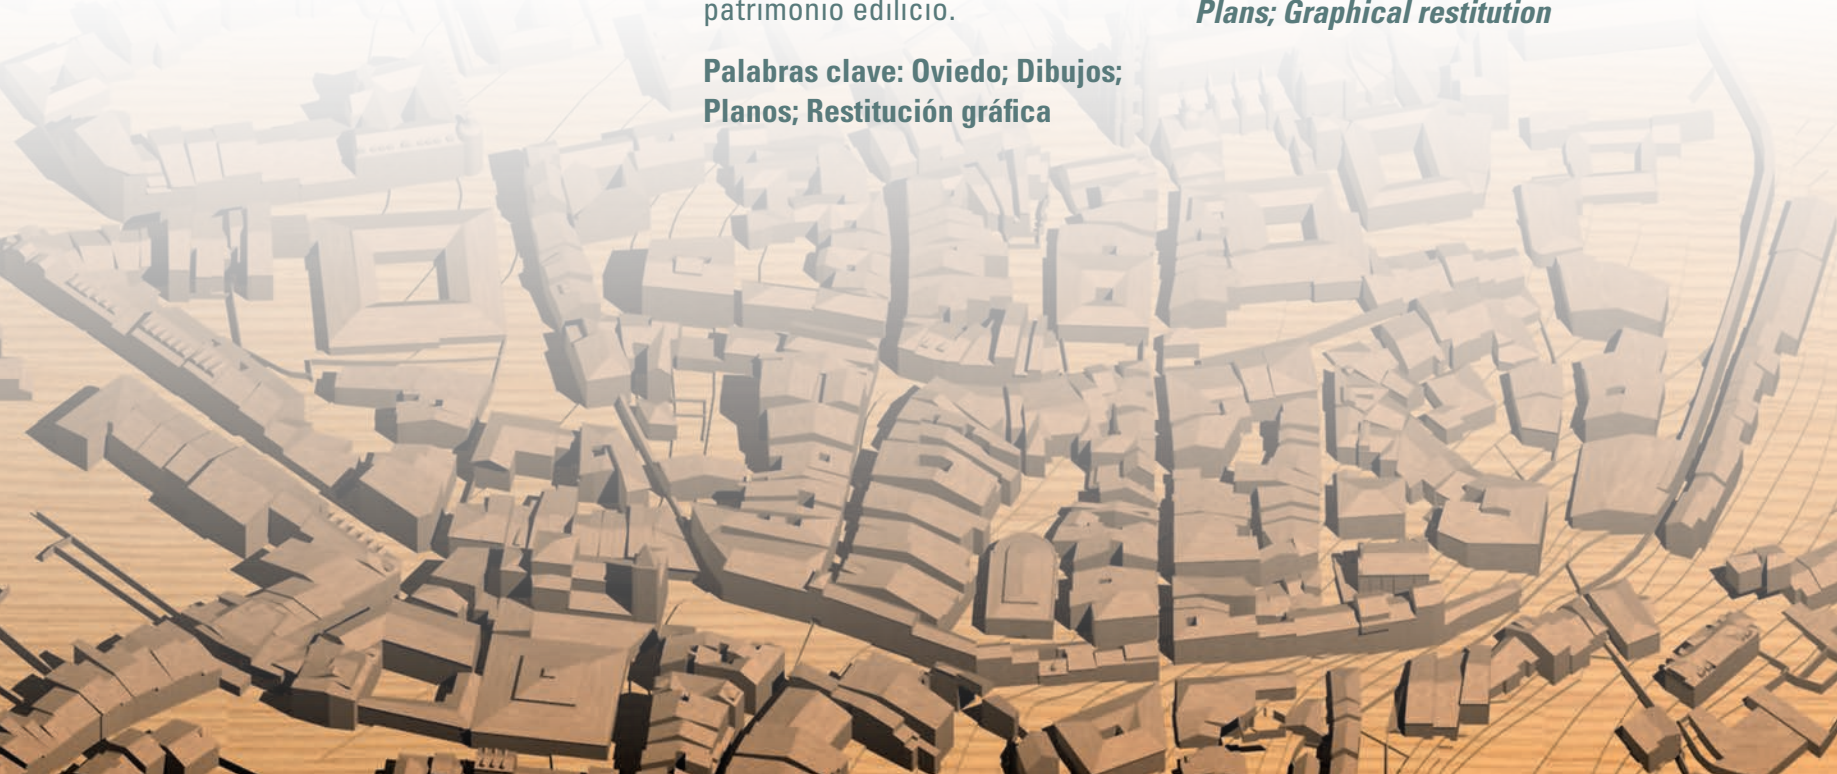 patrimonio edilicio.
Palabras clave: Oviedo; Dibujos;
Planos; Restitución gráfica
Plans; Graphical restitution